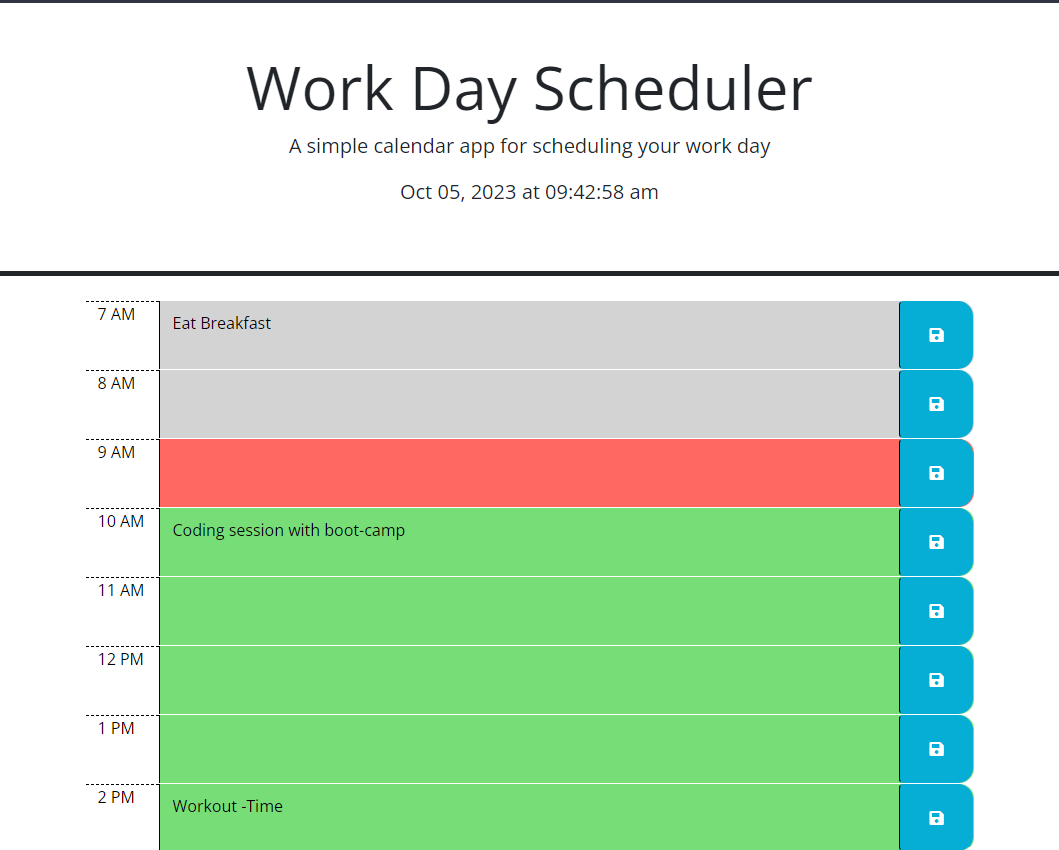 Work Day Scheduler
A simple calendar app for scheduling your work day
Oct 05, 2023 at 09:42:58 am
7 AM
Eat Breakfast
8 AM
9 AM
10 AM
Coding session with boot-camp
11 AM
12 PM
1 PM
2 PM
Workout -Time